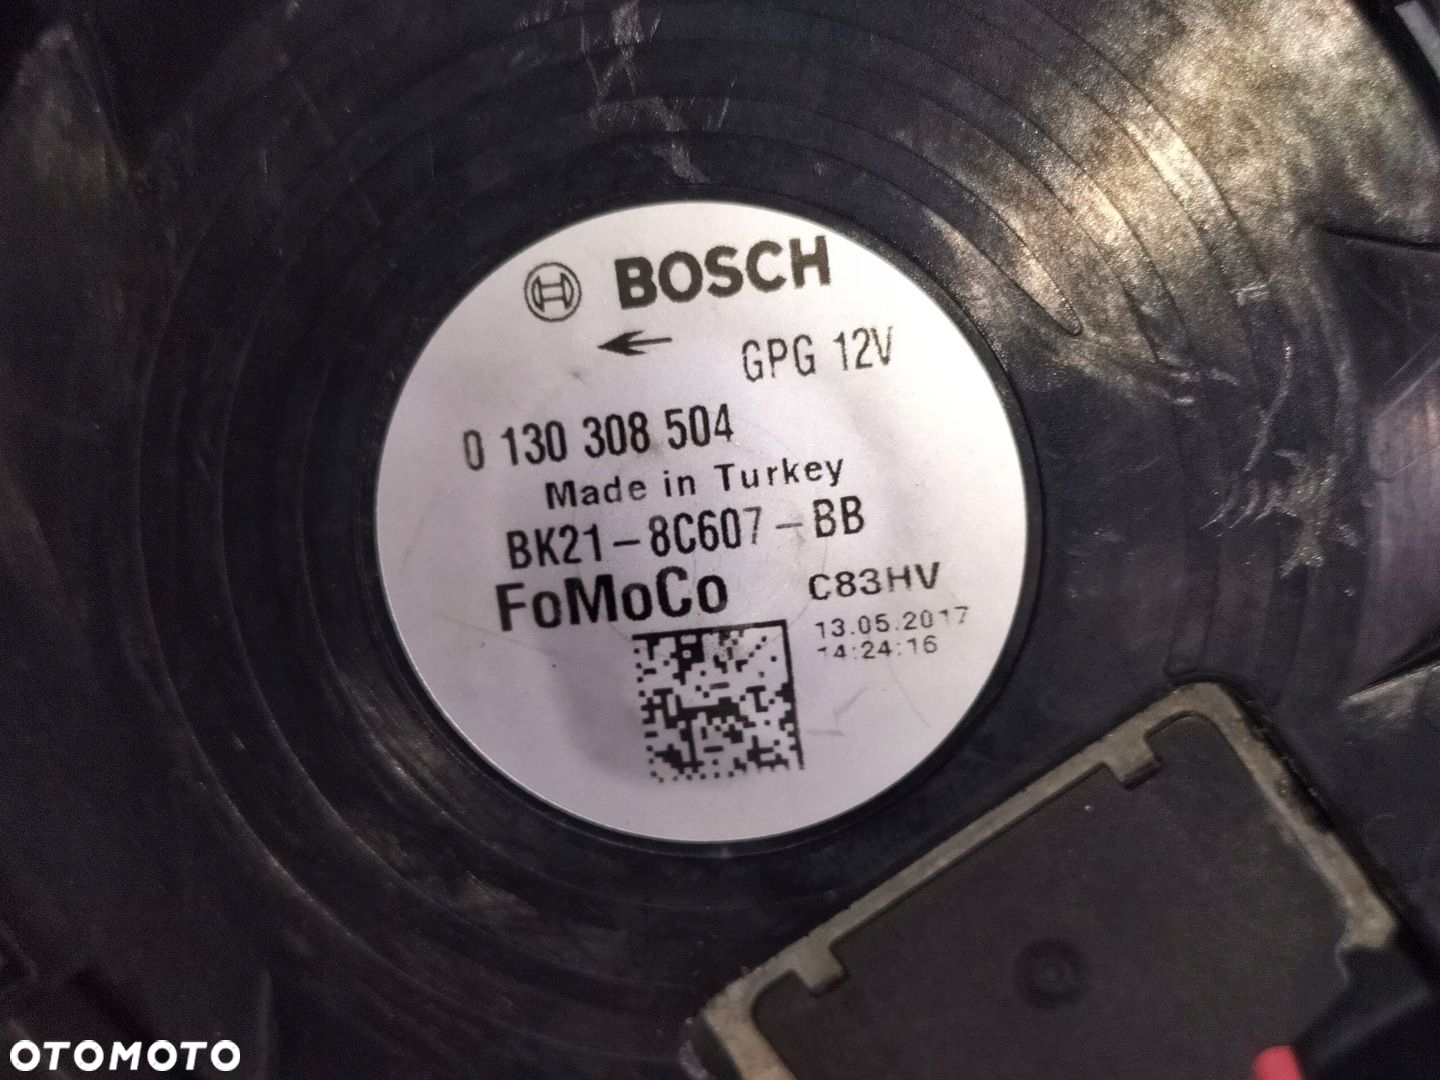 BOSCH
GPG 12V
0 130 308 504
Made in Turkey
BK21-8C607-BB
FoMoCo C83HV
13.05.2017
14:24:16
OTOMOTO